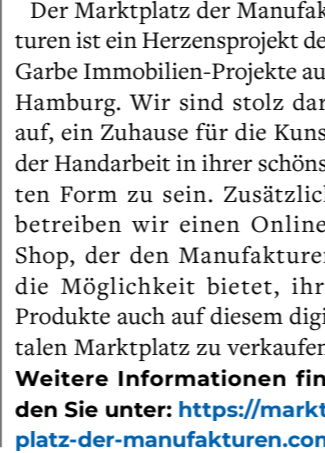 Der Marktplatz der Manufak
turen ist ein Herzensprojekt de
Garbe Immobilien-Projekte au
Hamburg. Wir sind stolz dar
auf, ein Zuhause für die Kuns
der Handarbeit in ihrer schöns
ten Form zu sein. Zusätzlic
betreiben wir einen Online
Shop, der den Manufakture
die Möglichkeit bietet, ihr
Produkte auch auf diesem digi
talen Marktplatz zu verkaufen
Weitere Informationen fin
den Sie unter: https://markt
platz-der-manufakturen.com